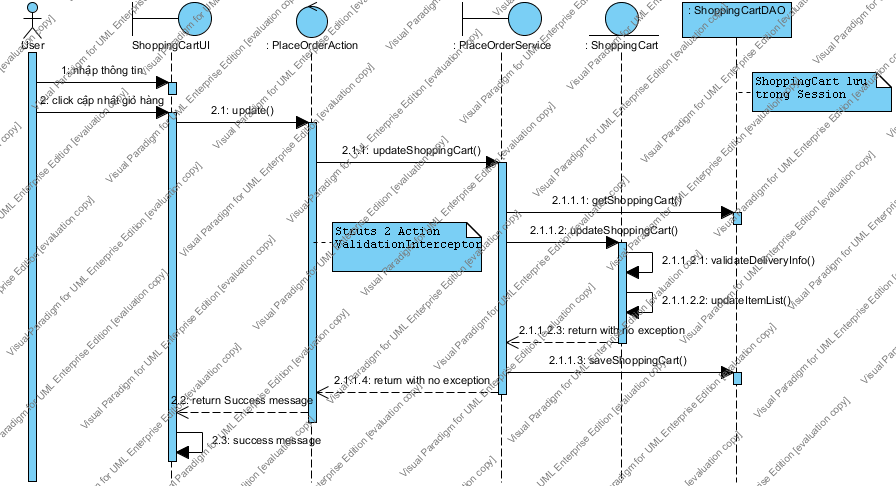 : ShoppingCartDAO
User
ShoppingCartUI
: PlaceOrderAction
: PlaceOrderService
: ShoppingCart
1: nhập thông tin
ShoppingCart lưu
trong Session
2: click cập nhật giỏ hàng
2.1: update()
2.1.1: updateShoppingCart()
2.1.1.1: getShoppingCart()
Struts 2 Action
ValidationInterceptor
2.1.1.2: updateShoppingCart()
2.1.1.2.1: validateDeliveryInfo()
2.1.1.2.2: updateItemList()
2.1.1.2.3: return with no exception
2.1.1.3: saveShoppingCart()
2.1.1.4: return with no exception
2.2: return Success message
2.3: success message
Visual Paradigm for UML Enterprise Edition [evaluation copy]